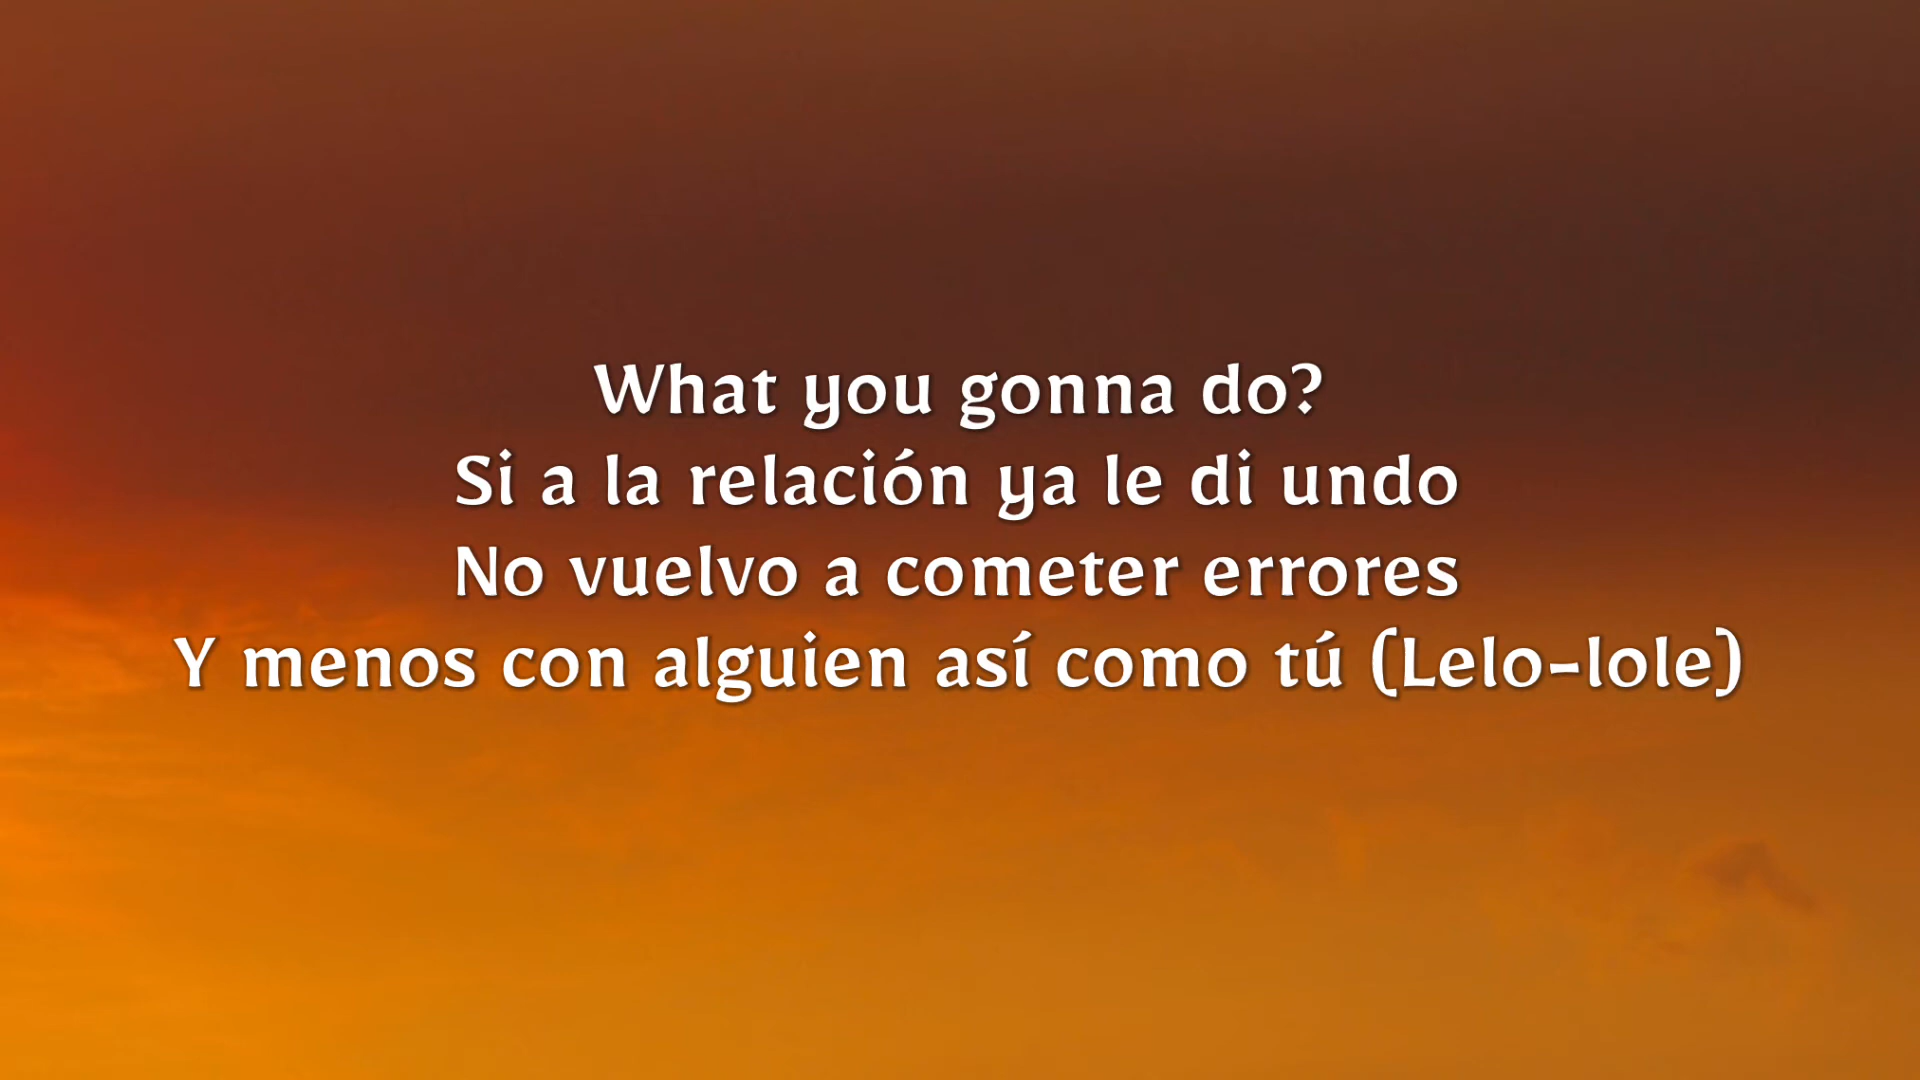 What you gonna do?
Si a la relación ya le di undo
No vuelvo a cometer errores
Y menos con alguien así como tú (Lelo-lole)